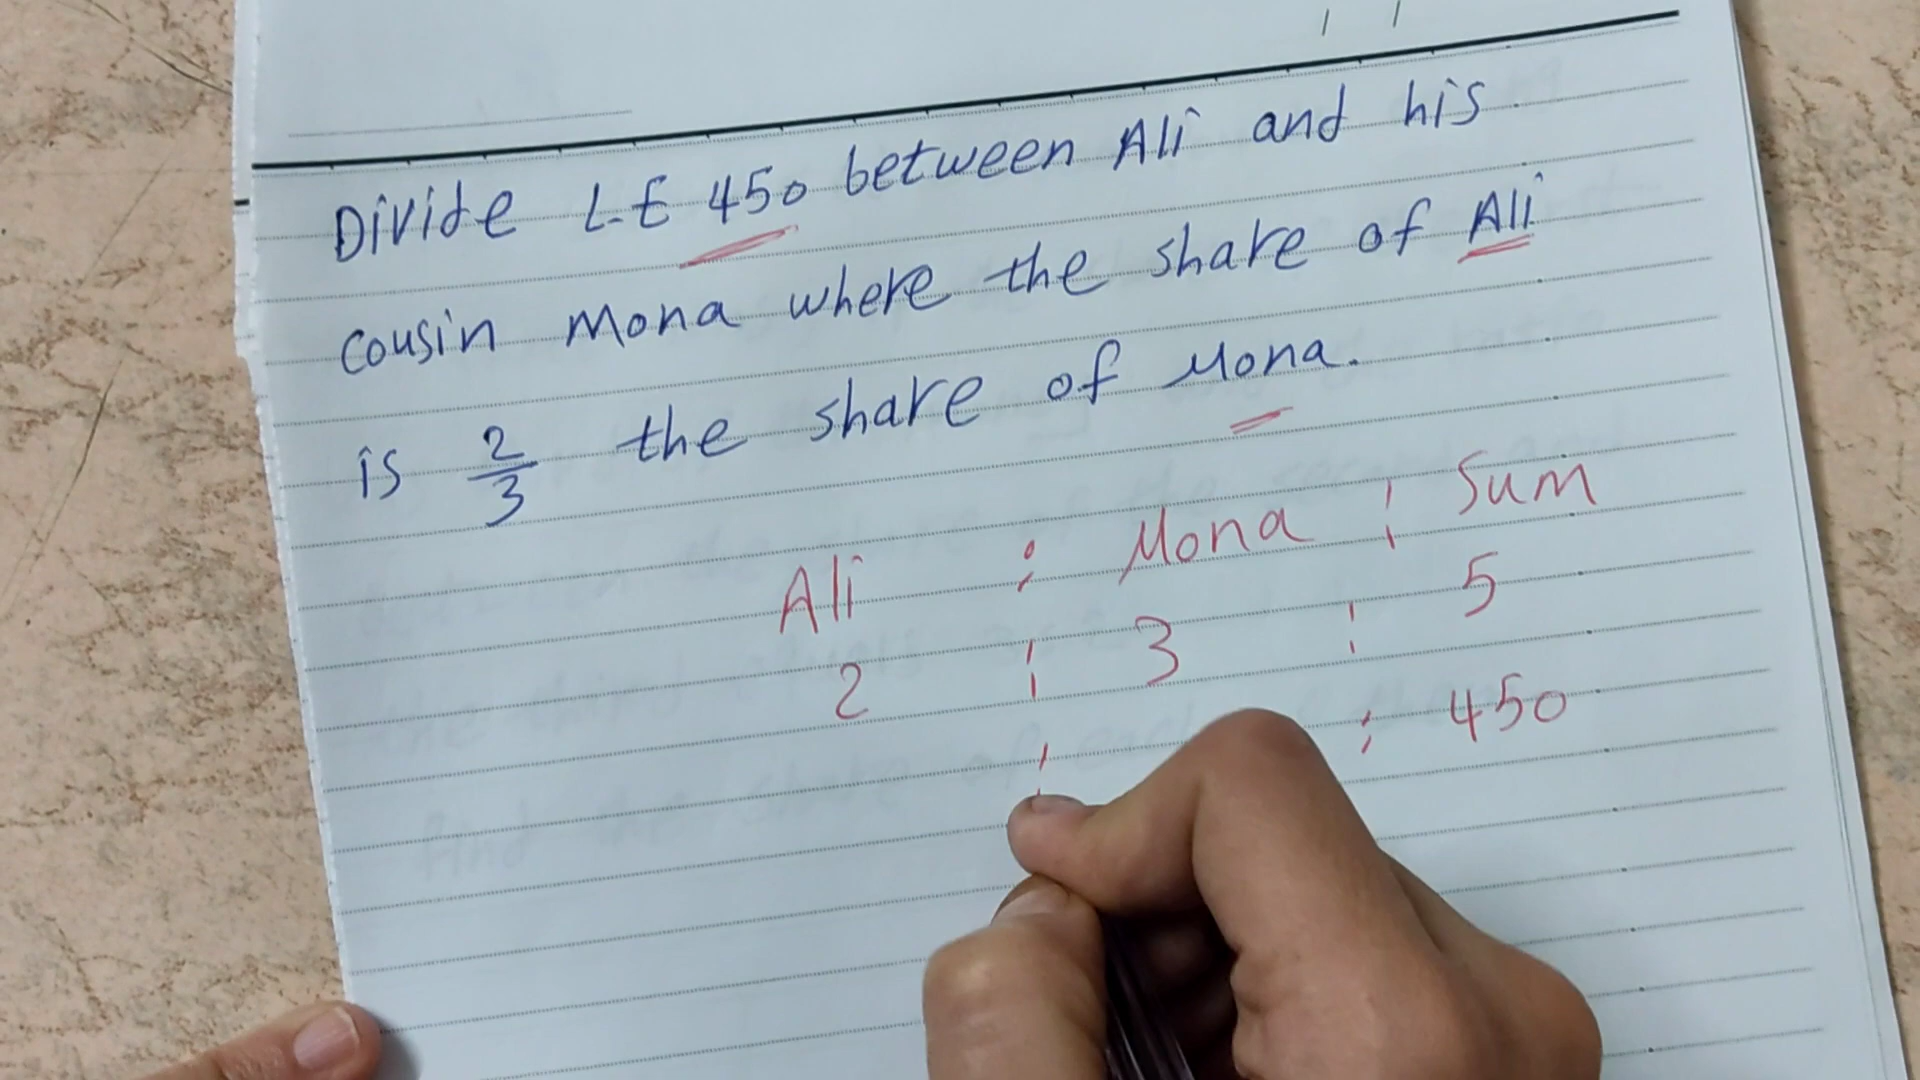 Divide L.E 450 between Ali and his
cousin Mona where the share of Ali
is 2/3 the share of Mona.
Ali : Mona : Sum
2 : 3 : 5
: : 450